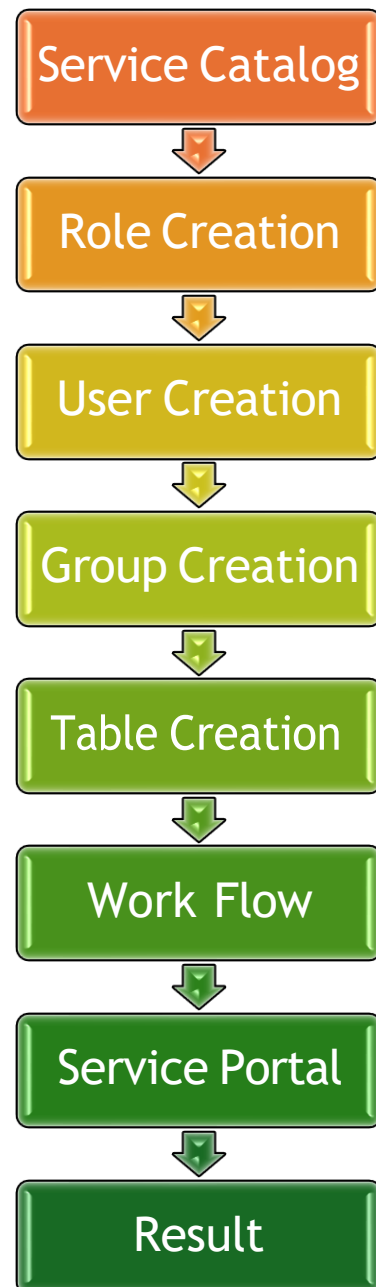 Service Catalog
Role Creation
User Creation
Group Creation
Table Creation
Work Flow
Service Portal
Result